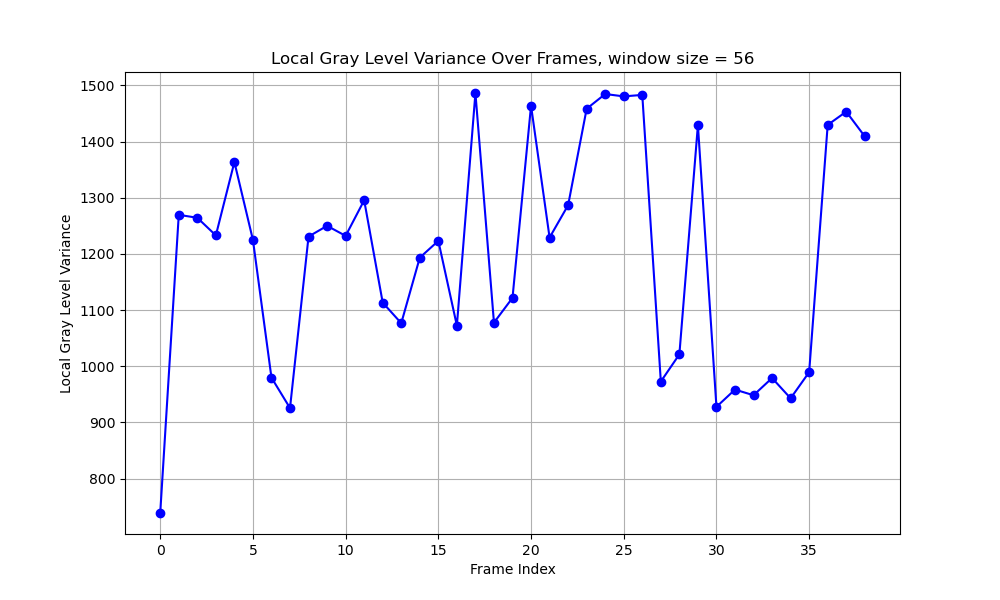 Local Gray Level Variance Over Frames, window size = 56
Local Gray Level Variance
1500
1400
1300
1200
1100
1000
900
800
0 5 10 15 20 25 30 35
Frame Index